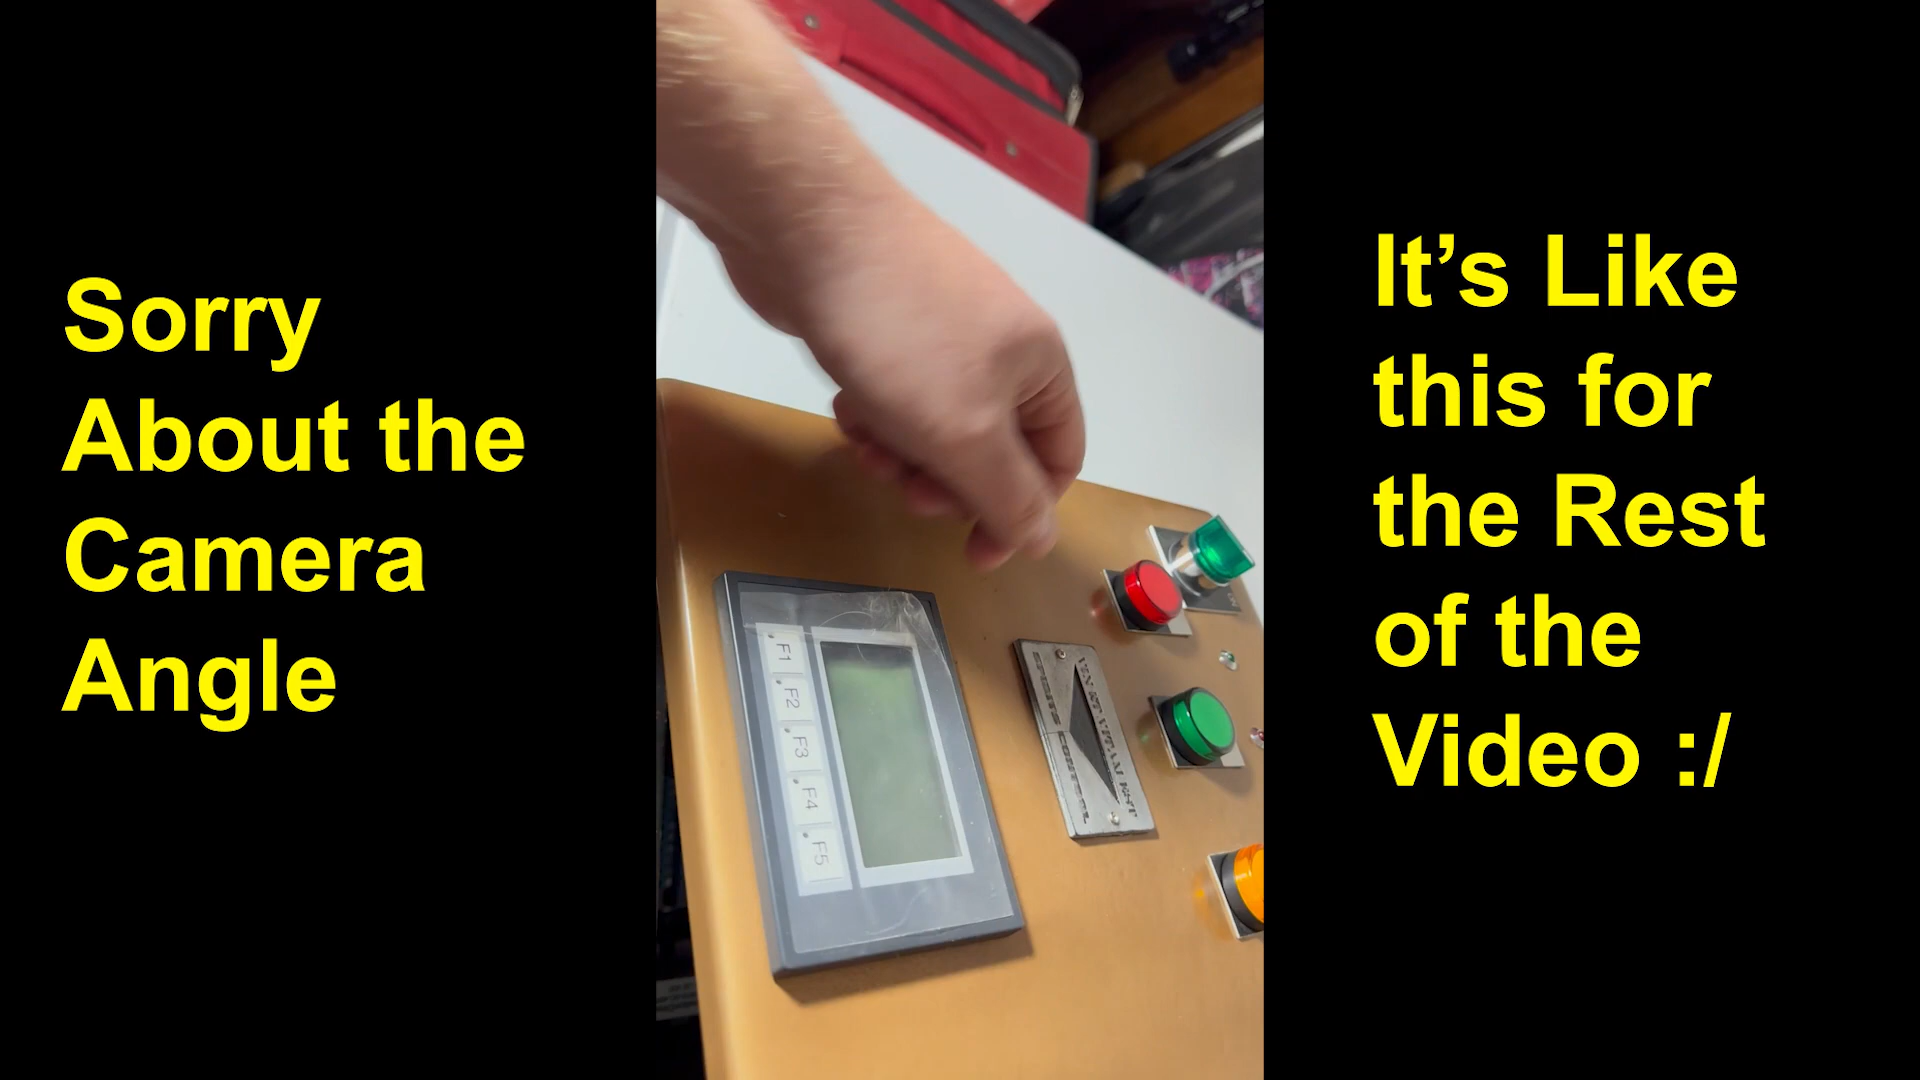 Sorry
About the
Camera
Angle
It’s Like
this for
the Rest
of the
Video :/
F1
F2
F3
F4
F5